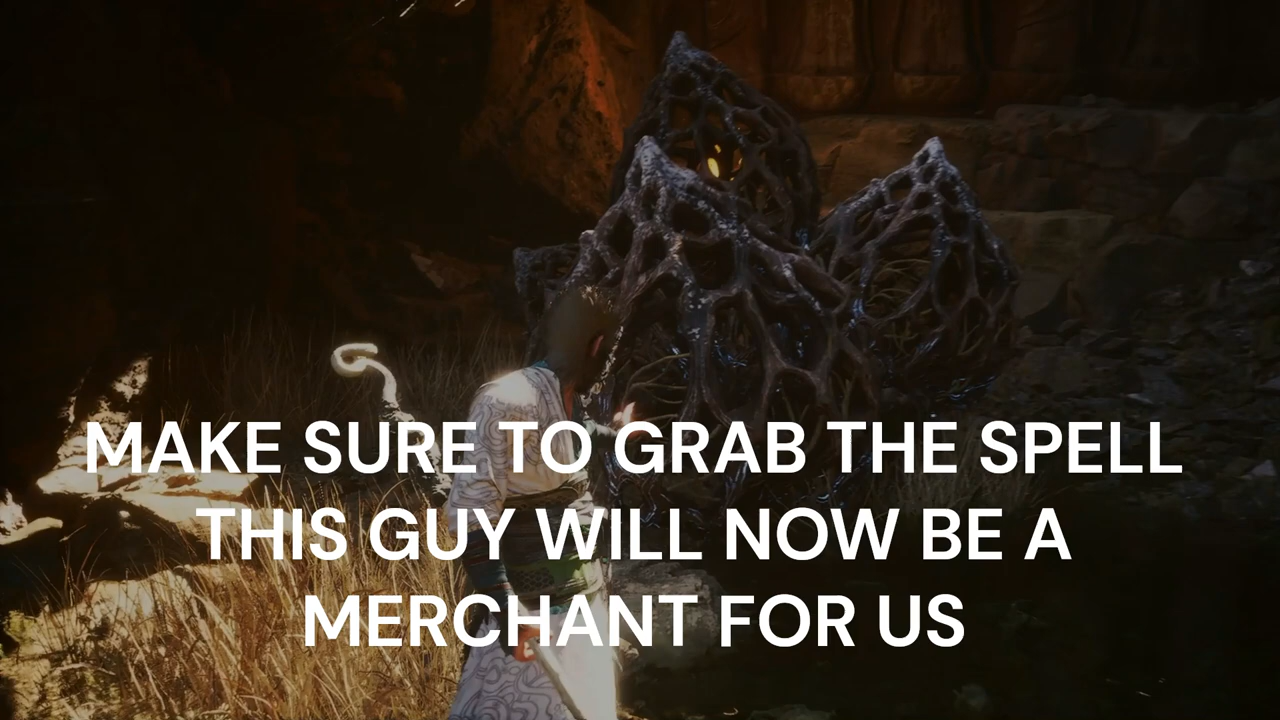 MAKE SURE TO GRAB THE SPELL
THIS GUY WILL NOW BE A
MERCHANT FOR US